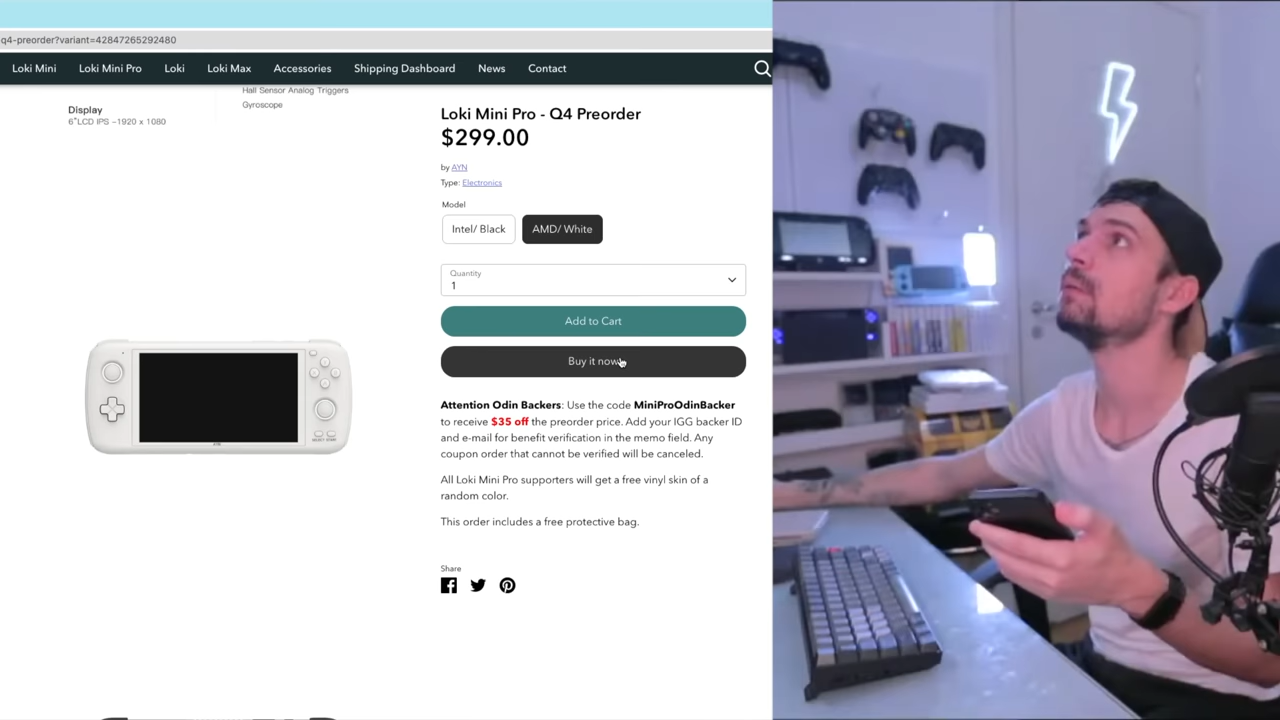 q4-preorder?variant=42847265292480
Loki Mini Loki Mini Pro Loki Loki Max Accessories Shipping Dashboard News Contact
Hall Sensor Analog Triggers
Gyroscope
Display
6"LCD IPS -1920 x 1080
Loki Mini Pro - Q4 Preorder
$299.00
by AYN
Type: Electronics
Model
Intel/ Black AMD/ White
Quantity
1
Add to Cart
Buy it now
Attention Odin Backers: Use the code MiniProOdinBacker
to receive $35 off the preorder price. Add your IGG backer ID
and e-mail for benefit verification in the memo field. Any
coupon order that cannot be verified will be canceled.
All Loki Mini Pro supporters will get a free vinyl skin of a
random color.
This order includes a free protective bag.
Share